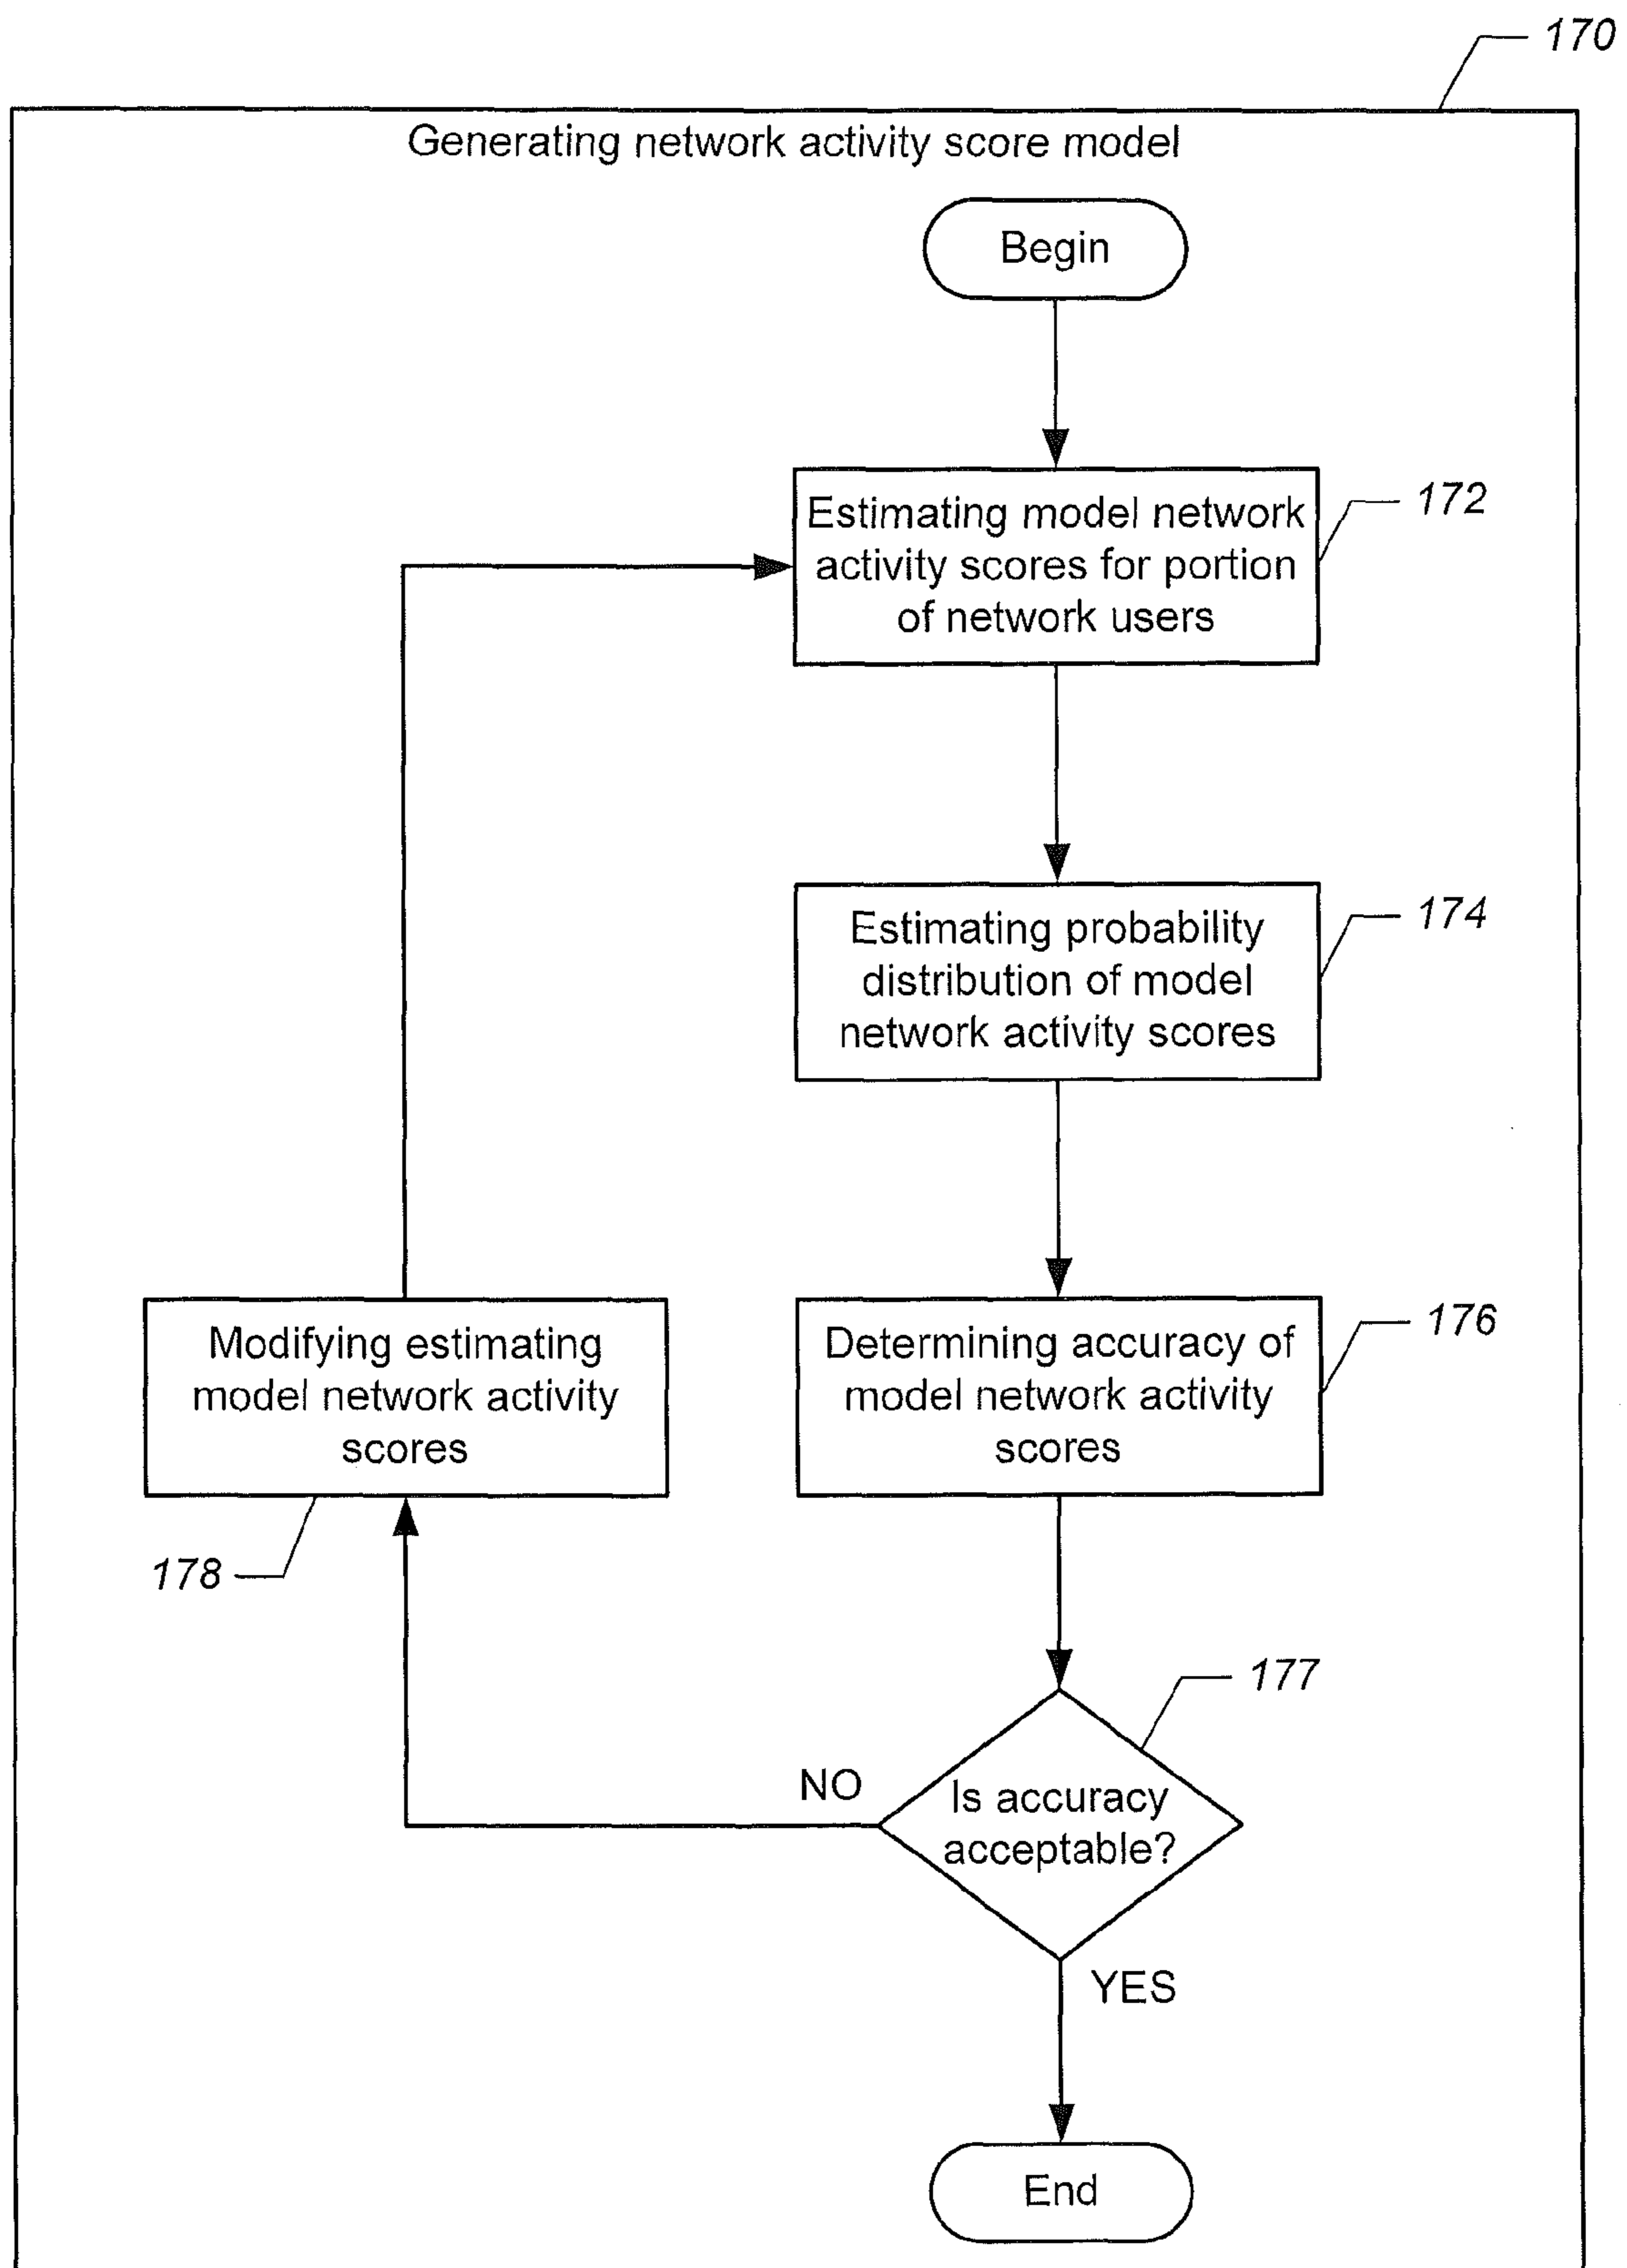 170
Generating network activity score model
Begin
Estimating model network
activity scores for portion
of network users
172
Estimating probability
distribution of model
network activity scores
174
Modifying estimating
model network activity
scores
178
Determining accuracy of
model network activity
scores
176
177
Is accuracy
acceptable?
NO
YES
End